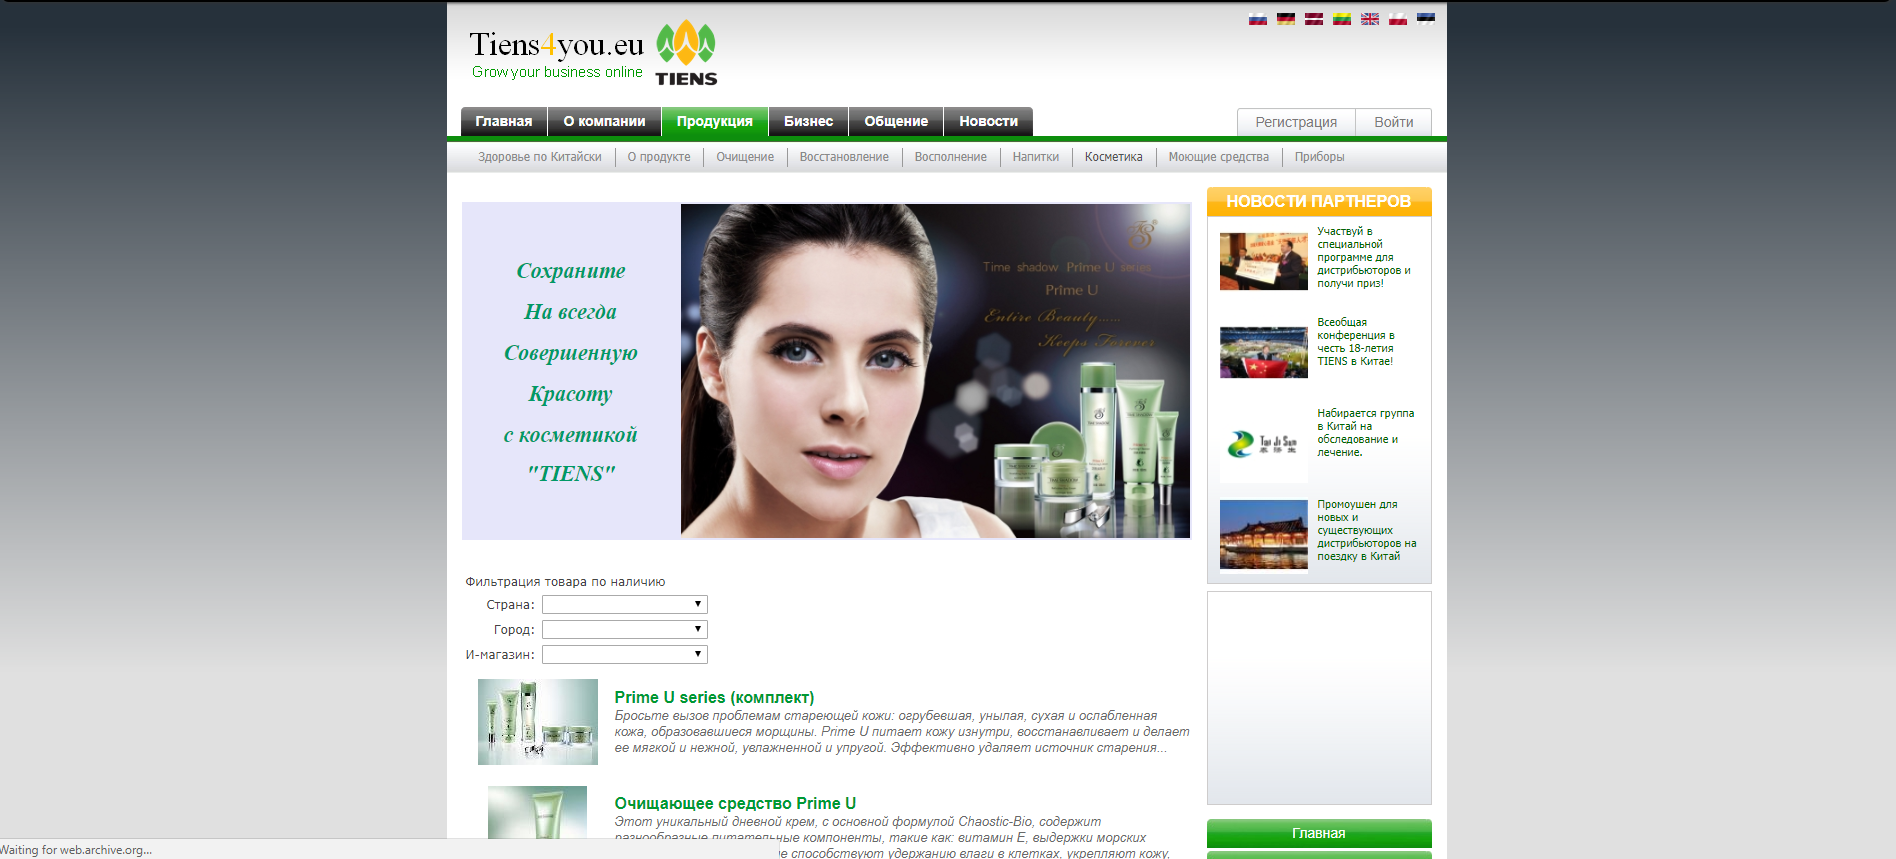 Tiens4you.eu
Grow your business online
TIENS
Главная
О компании
Продукция
Бизнес
Общение
Новости
Регистрация
Войти
Здоровье по Китайски
О продукте
Очищение
Восстановление
Восполнение
Напитки
Косметика
Моющие средства
Приборы
Сохраните
На всегда
Совершенную
Красоту
с косметикой
"TIENS"
Time shadow Prime U series
Prime U
Entire Beauty......
Keeps Forever
НОВОСТИ ПАРТНЕРОВ
Участвуй в
специальной
программе для
дистрибьюторов и
получи приз!
Всеобщая
конференция в
честь 18-летия
TIENS в Китае!
Tai Ji Sun
Набирается группа
в Китай на
обследование и
лечение.
Промоушен для
новых и
существующих
дистрибьюторов на
поездку в Китай
Фильтрация товара по наличию
Страна:
Город:
И-магазин:
Prime U series (комплект)
Бросьте вызов проблемам стареющей кожи: огрубевшая, унылая, сухая и ослабленная
кожа, образовавшиеся морщины. Prime U питает кожу изнутри, восстанавливает и делает
ее мягкой и нежной, увлажненной и упругой. Эффективно удаляет источник старения...
Очищающее средство Prime U
Этот уникальный дневной крем, с основной формулой Chaostic-Bio, содержит
разнообразные питательные компоненты, такие как: витамин Е, выдержки морских
способствуют удержанию влаги в клетках, укрепляют кожу,
Главная
Waiting for web.archive.org...